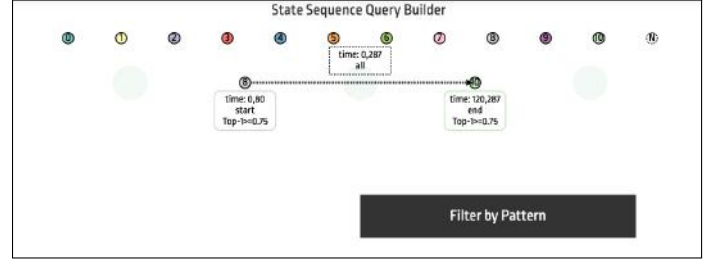 State Sequence Query Builder
0 1 2 3 4 5 6 7 8 9 10 N
time: 0,287
all
8 10
time: 0,80
start
Top-1>=0.75
time: 120,287
end
Top-1>=0.75
Filter by Pattern